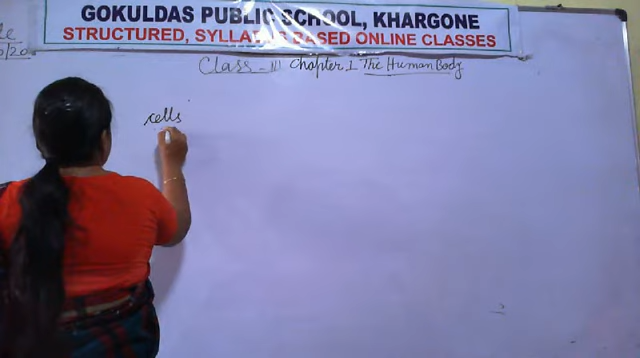 GOKULDAS PUBLIC SCHOOL, KHARGONE
STRUCTURED, SYLLABUS BASED ONLINE CLASSES
Class - III Chapter 1 The Human Body
cells